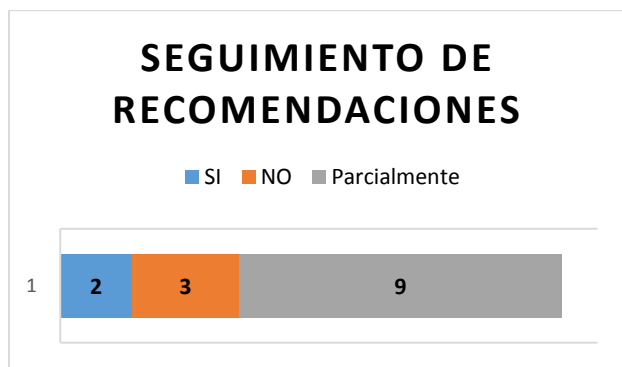 SEGUIMIENTO DE
RECOMENDACIONES
SI NO Parcialmente
1 2 3 9